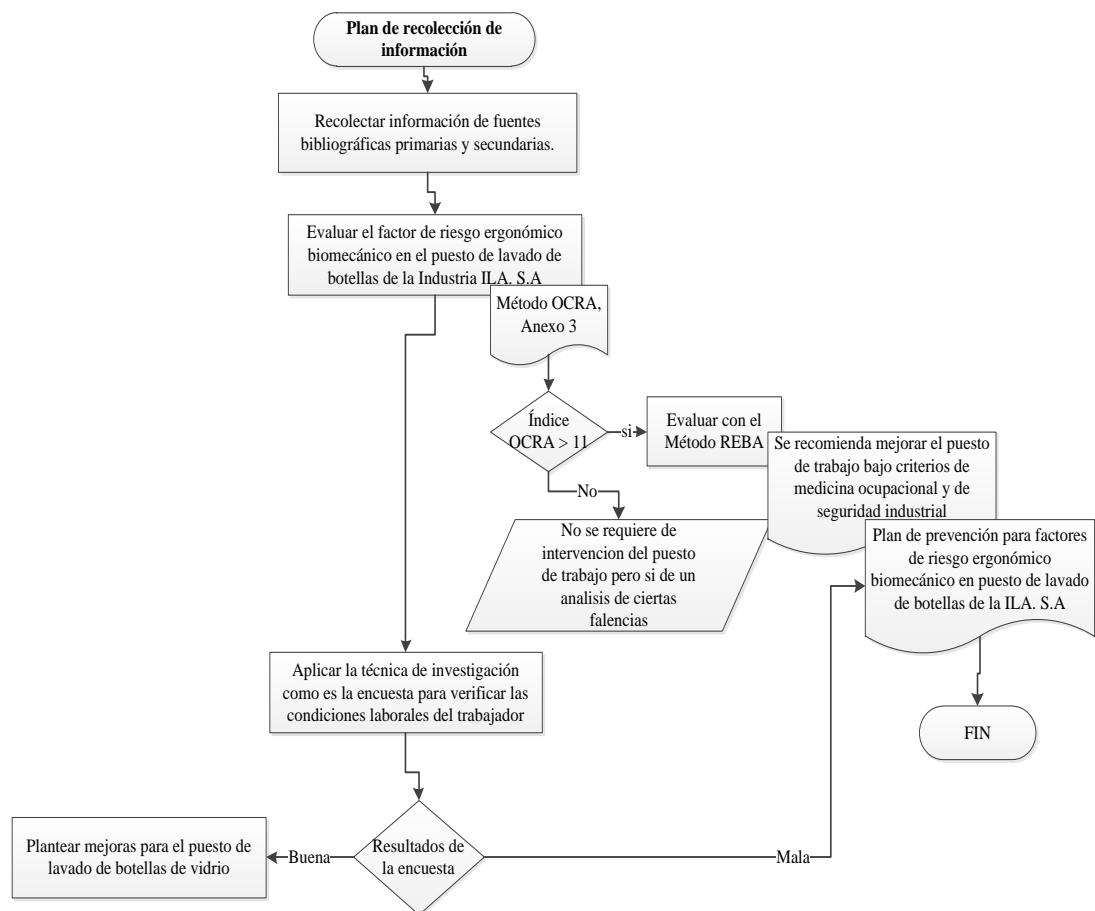 Plan de recolección de
información
Recolectar información de fuentes
bibliográficas primarias y secundarias.
Evaluar el factor de riesgo ergonómico
biomecánico en el puesto de lavado de
botellas de la Industria ILA. S.A
Método OCRA,
Anexo 3
Índice
OCRA > 11
si
Evaluar con el
Método REBA
Se recomienda mejorar el puesto
de trabajo bajo criterios de
medicina ocupacional y de
seguridad industrial
No
No se requiere de
intervencion del puesto
de trabajo pero si de un
analisis de ciertas
falencias
Plan de prevención para factores
de riesgo ergonómico
biomecánico en puesto de lavado
de botellas de la ILA. S.A
Aplicar la técnica de investigación
como es la encuesta para verificar las
condiciones laborales del trabajador
FIN
Resultados de
la encuesta
Buena
Mala
Plantear mejoras para el puesto de
lavado de botellas de vidrio